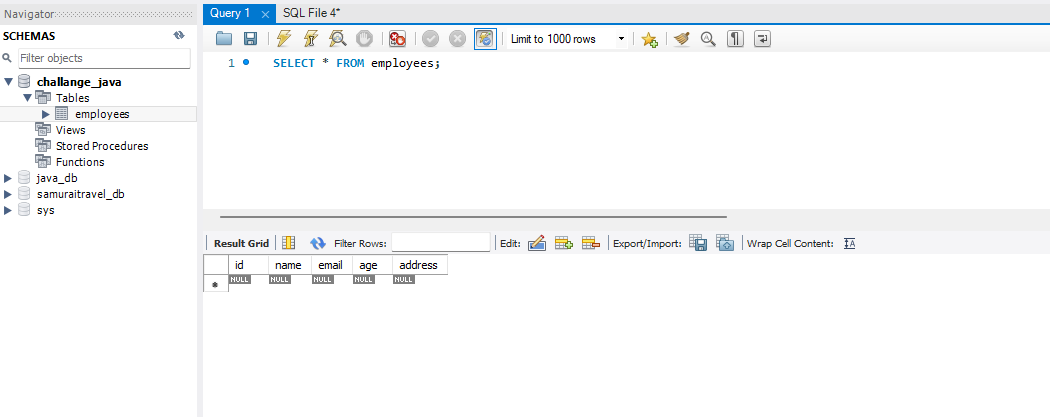 Navigator
SCHEMAS
Filter objects
challange_java
Tables
employees
Views
Stored Procedures
Functions
java_db
samuraitravel_db
sys
Query 1 SQL File 4*
Limit to 1000 rows
1 SELECT * FROM employees;
Result Grid Filter Rows: Edit: Export/Import: Wrap Cell Content:
id name email age address
NULL NULL NULL NULL NULL